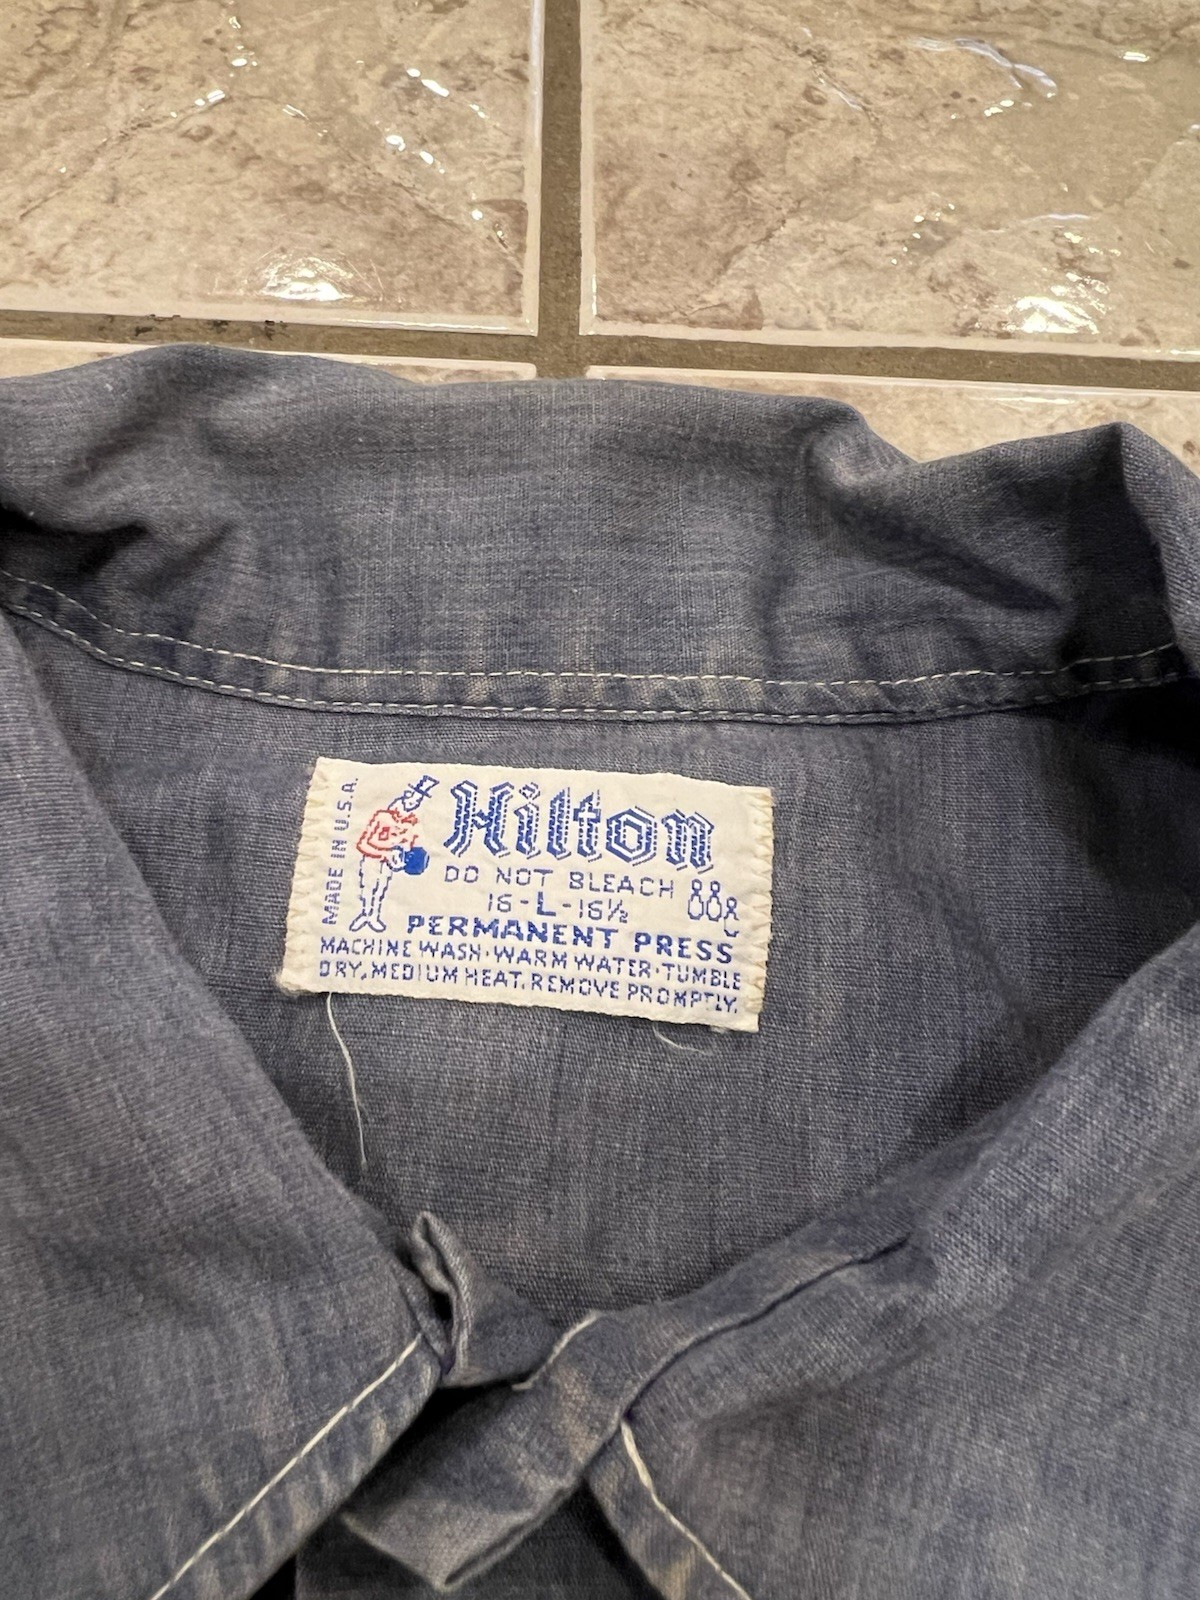 MADE IN U.S.A.
Hilton
DO NOT BLEACH
16-L-16½
PERMANENT PRESS
MACHINE WASH·WARM WATER·TUMBLE
DRY, MEDIUM HEAT. REMOVE PROMPTLY.